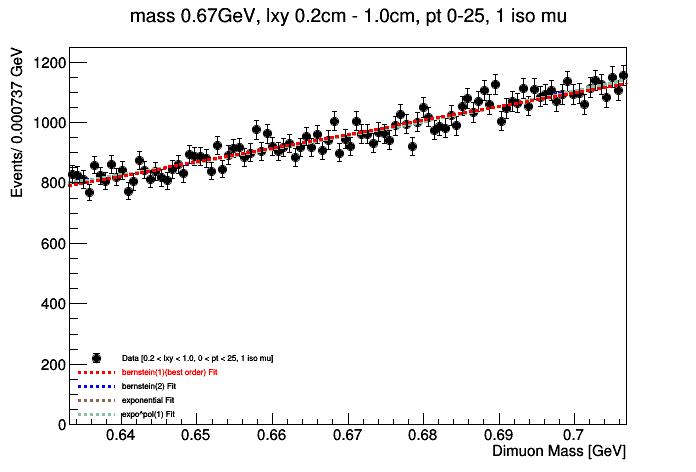 mass 0.67GeV, lxy 0.2cm - 1.0cm, pt 0-25, 1 iso mu
Events/ 0.000737 GeV
1200
1000
800
600
400
200
0
Data [0.2 < lxy < 1.0, 0 < pt < 25, 1 iso mu]
bernstein(1)(best order) Fit
bernstein(2) Fit
exponential Fit
expo*pol(1) Fit
0.64 0.65 0.66 0.67 0.68 0.69 0.7
Dimuon Mass [GeV]